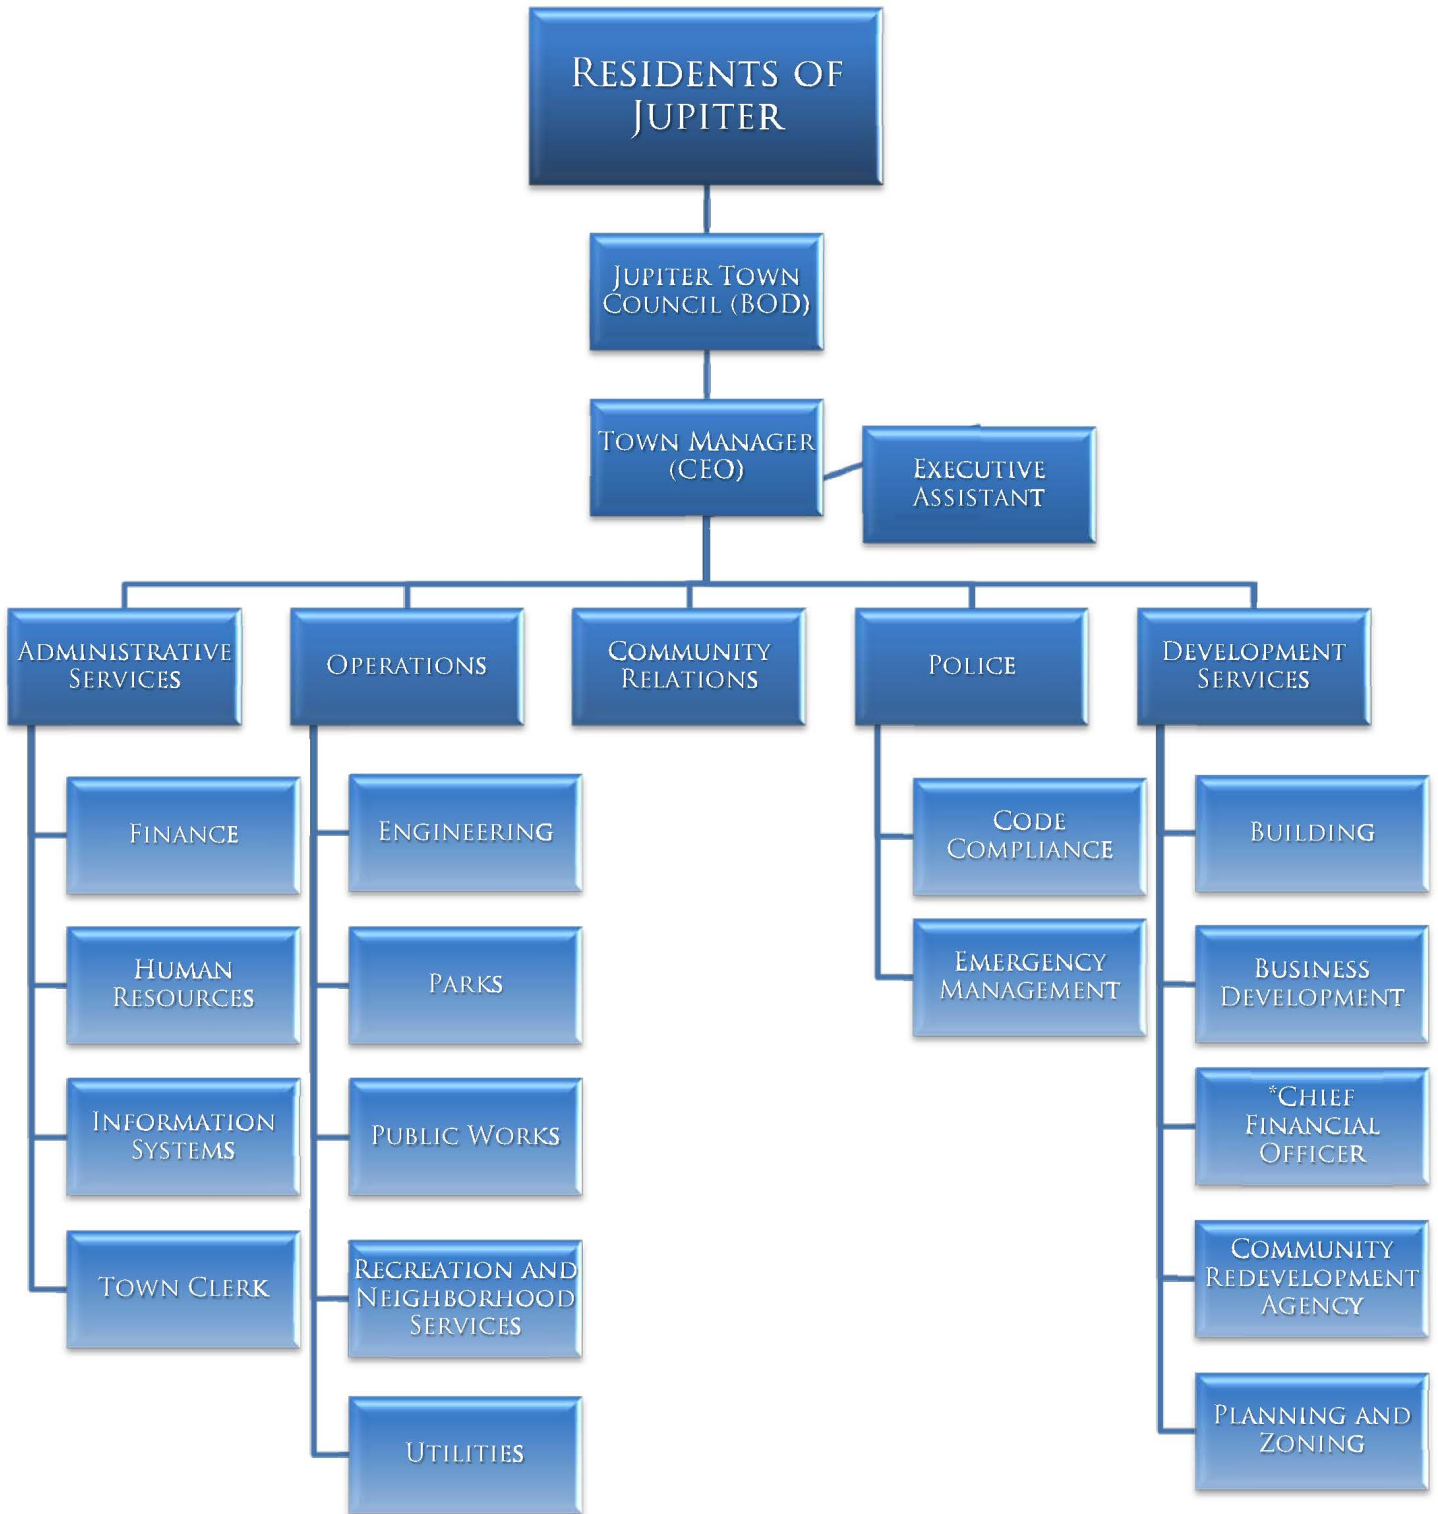 RESIDENTS OF
JUPITER
JUPITER TOWN
COUNCIL (BOD)
TOWN MANAGER
(CEO)
EXECUTIVE
ASSISTANT
ADMINISTRATIVE
SERVICES
FINANCE
HUMAN
RESOURCES
INFORMATION
SYSTEMS
TOWN CLERK
OPERATIONS
ENGINEERING
PARKS
PUBLIC WORKS
RECREATION AND
NEIGHBORHOOD
SERVICES
UTILITIES
COMMUNITY
RELATIONS
POLICE
CODE
COMPLIANCE
EMERGENCY
MANAGEMENT
DEVELOPMENT
SERVICES
BUILDING
BUSINESS
DEVELOPMENT
*CHIEF
FINANCIAL
OFFICER
COMMUNITY
REDEVELOPMENT
AGENCY
PLANNING AND
ZONING